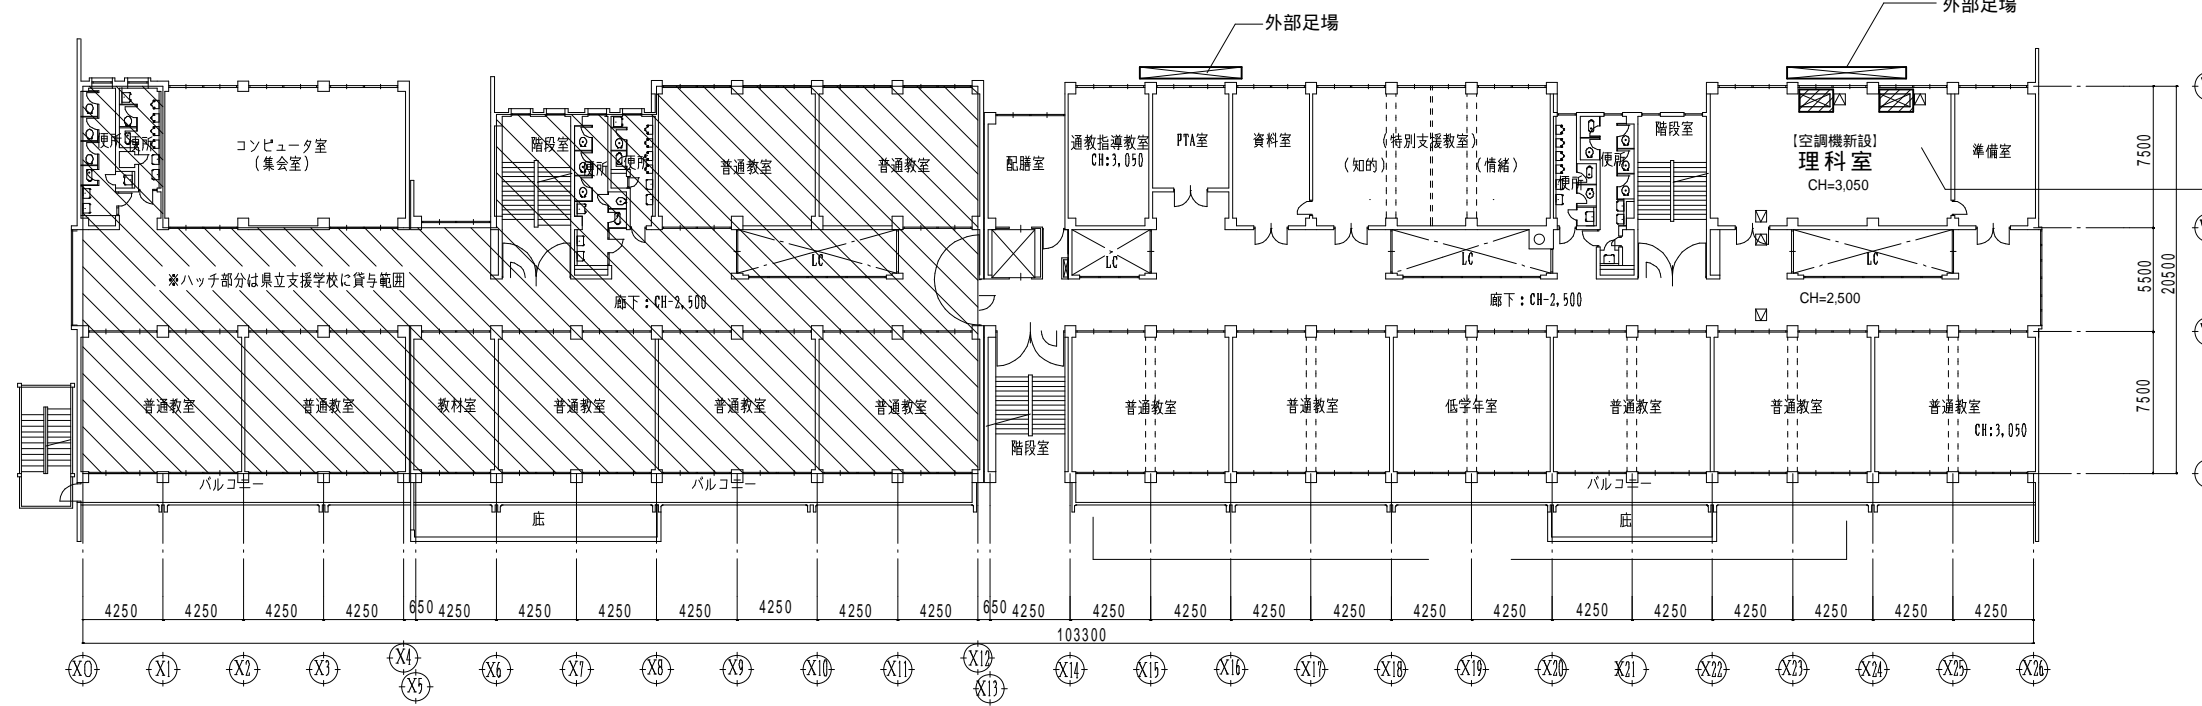 外部足場
外部足場
便所
便所
コンピュータ室
(集会室)
階段室
便所
便所
普通教室
普通教室
配膳室
通教指導教室
CH:3,050
PTA室
資料室
(特別支援教室)
(知的)
(情緒)
便所
便所
階段室
【空調機新設】
理科室
CH=3,050
準備室
7500
※ハッチ部分は県立支援学校に貸与範囲
LC
LC
LC
LC
廊下:CH-2,500
廊下:CH-2,500
CH=2,500
5500
20500
普通教室
普通教室
教材室
普通教室
普通教室
普通教室
階段室
普通教室
普通教室
低学年室
普通教室
普通教室
普通教室
CH:3,050
7500
バルコニー
バルコニー
バルコニー
庇
庇
4250 4250 4250 4250 650 4250 4250 4250 4250 4250 4250 4250 650 4250 4250 4250 4250 4250 4250 4250 4250 4250 4250 4250 4250 4250
103300
X0 X1 X2 X3 X4 X5 X6 X7 X8 X9 X10 X11 X12 X13 X14 X15 X16 X17 X18 X19 X20 X21 X22 X23 X24 X25 X26